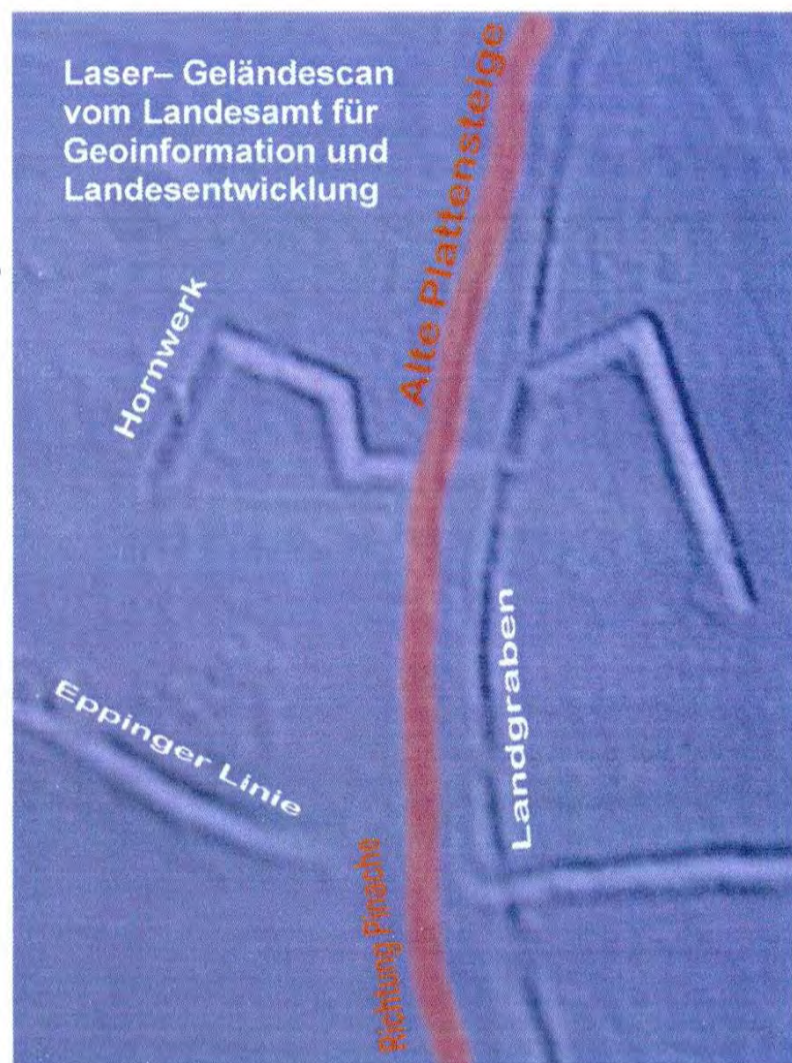 Laser– Geländescan
vom Landesamt für
Geoinformation und
Landesentwicklung
Alte Plattensteige
Hornwerk
Landgraben
Eppinger Linie
Richtung Pinache